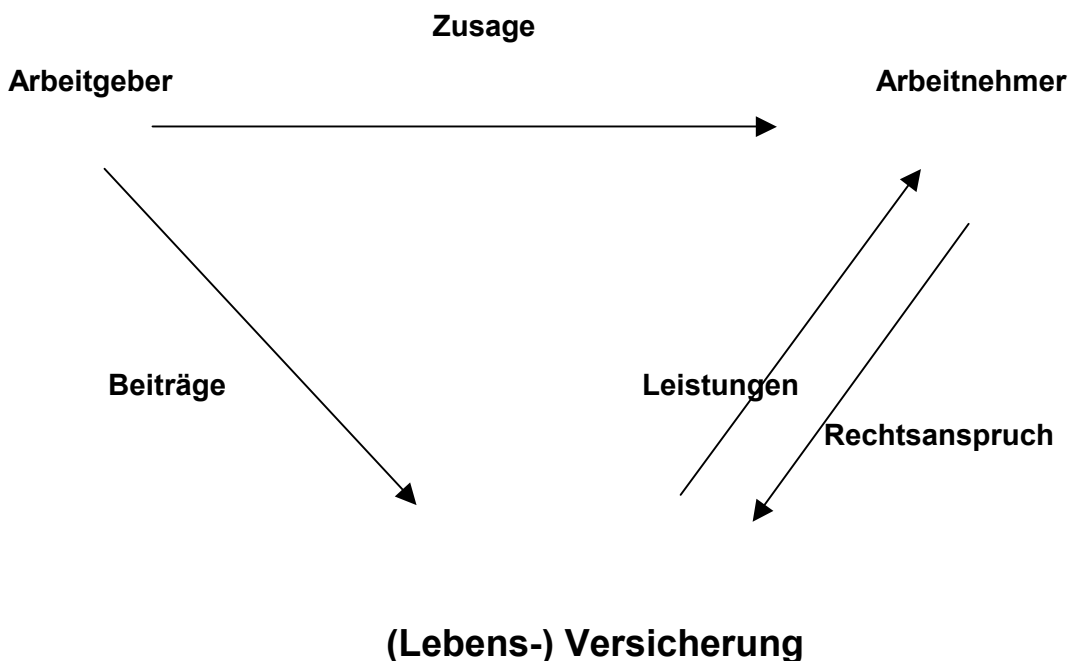 Zusage
Arbeitgeber
Arbeitnehmer
Beiträge
Leistungen
Rechtsanspruch
(Lebens-) Versicherung